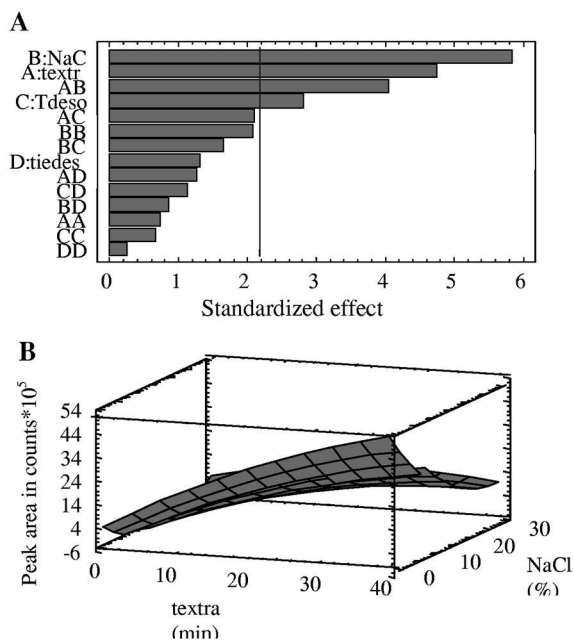 A
B:NaC
A:textr
AB
C:Tdeso
AC
BB
BC
D:tiedes
AD
CD
BD
AA
CC
DD
0 1 2 3 4 5 6
Standardized effect
B
Peak area in counts*10⁵
54
44
34
24
14
4
-6
0 10 20 30 40
textra
(min)
0 10 20 30
NaCl
(%)